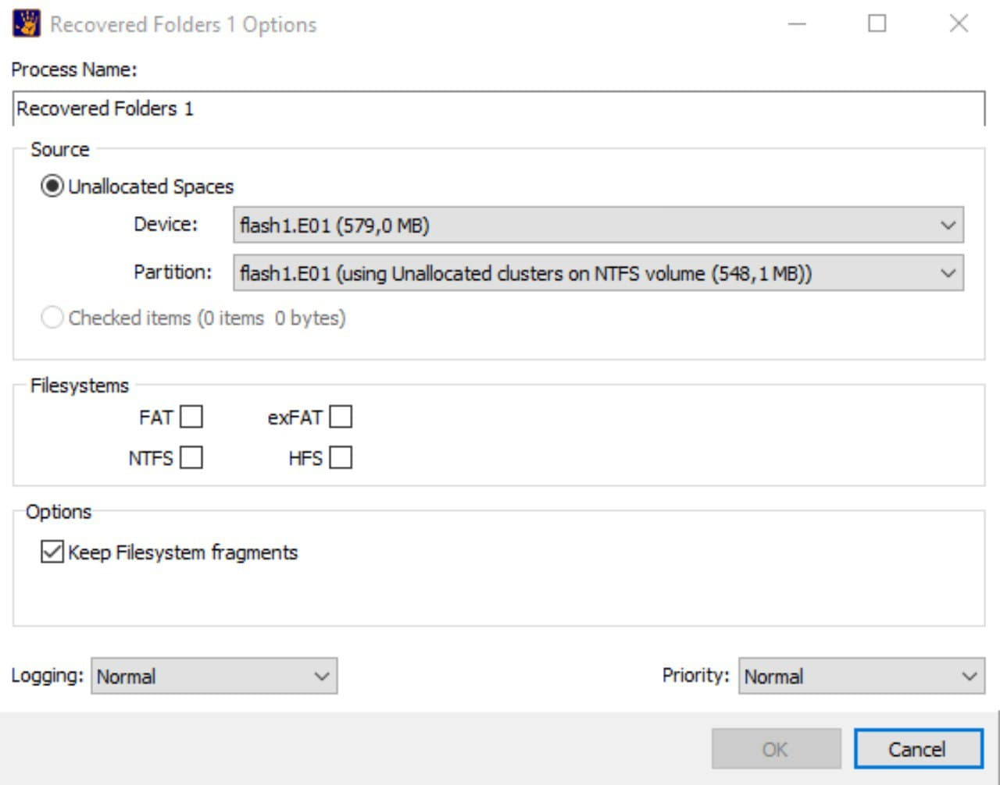 Recovered Folders 1 Options
Process Name:
Recovered Folders 1
Source
Unallocated Spaces
Device: flash1.E01 (579,0 MB)
Partition: flash1.E01 (using Unallocated clusters on NTFS volume (548,1 MB))
Checked items (0 items 0 bytes)
Filesystems
FAT exFAT
NTFS HFS
Options
Keep Filesystem fragments
Logging: Normal Priority: Normal
OK Cancel